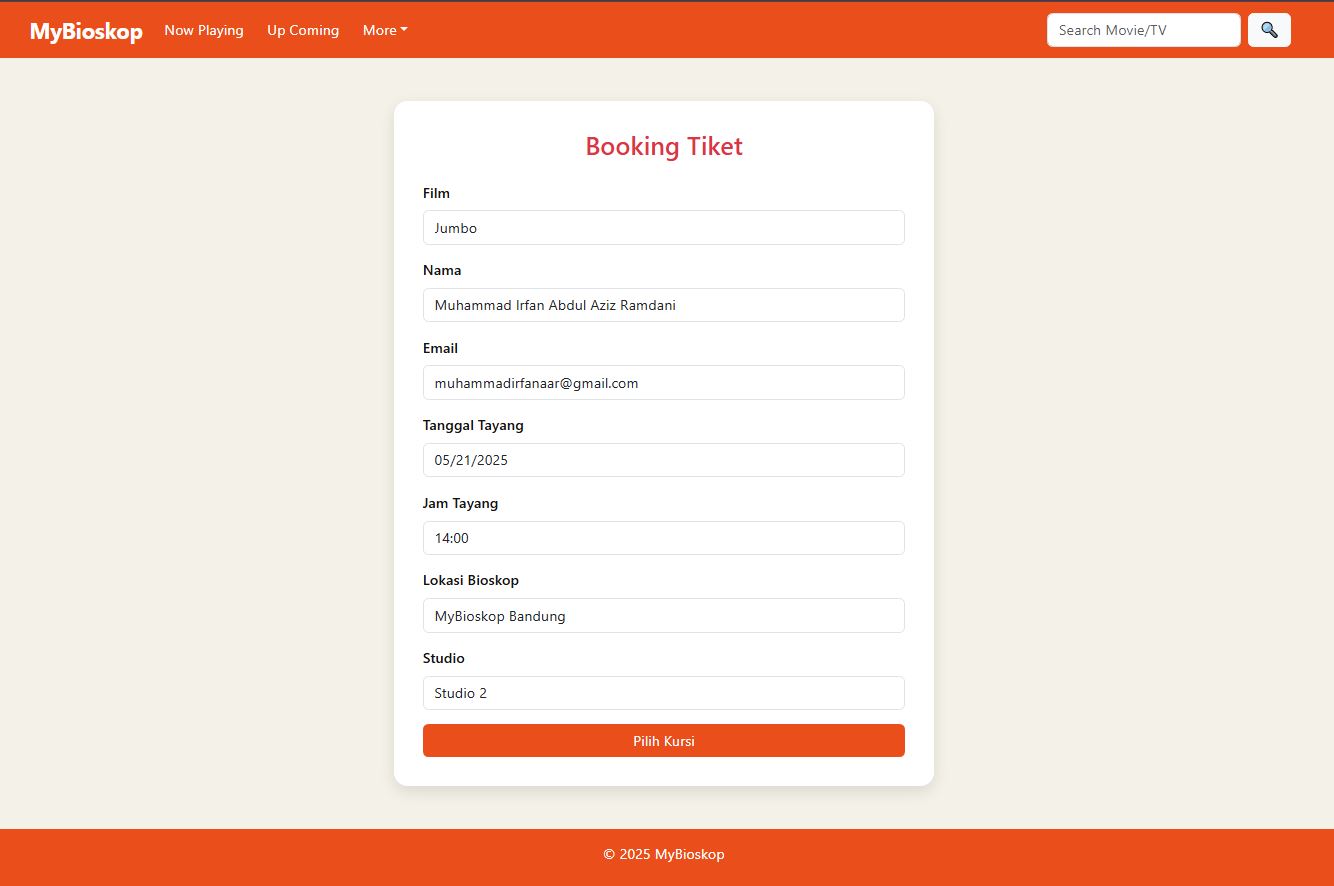 MyBioskop Now Playing Up Coming More Search Movie/TV
Booking Tiket
Film
Jumbo
Nama
Muhammad Irfan Abdul Aziz Ramdani
Email
muhammadirfanaar@gmail.com
Tanggal Tayang
05/21/2025
Jam Tayang
14:00
Lokasi Bioskop
MyBioskop Bandung
Studio
Studio 2
Pilih Kursi
© 2025 MyBioskop